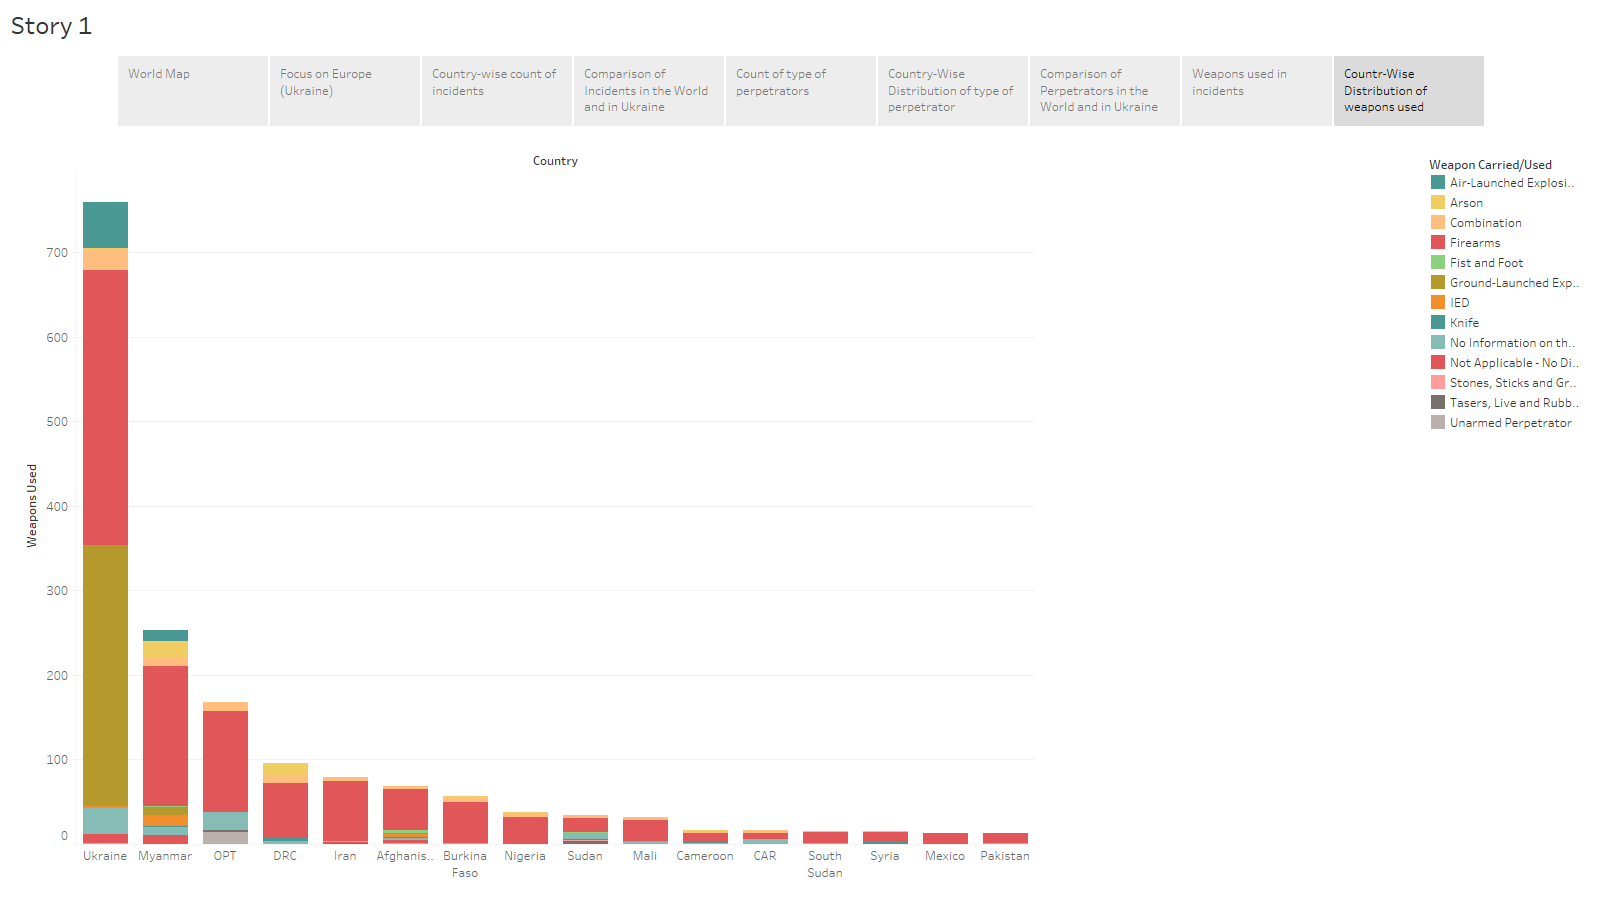 Story 1
World Map
Focus on Europe
(Ukraine)
Country-wise count of
incidents
Comparison of
Incidents in the World
and in Ukraine
Count of type of
perpetrators
Country-Wise
Distribution of type of
perpetrator
Comparison of
Perpetrators in the
World and in Ukraine
Weapons used in
incidents
Countr-Wise
Distribution of
weapons used
Country
Weapons Used
700
600
500
400
300
200
100
0
Ukraine
Myanmar
OPT
DRC
Iran
Afghanis..
Burkina
Faso
Nigeria
Sudan
Mali
Cameroon
CAR
South
Sudan
Syria
Mexico
Pakistan
Weapon Carried/Used
Air-Launched Explosi..
Arson
Combination
Firearms
Fist and Foot
Ground-Launched Exp..
IED
Knife
No Information on th..
Not Applicable - No Di..
Stones, Sticks and Gr..
Tasers, Live and Rubb..
Unarmed Perpetrator